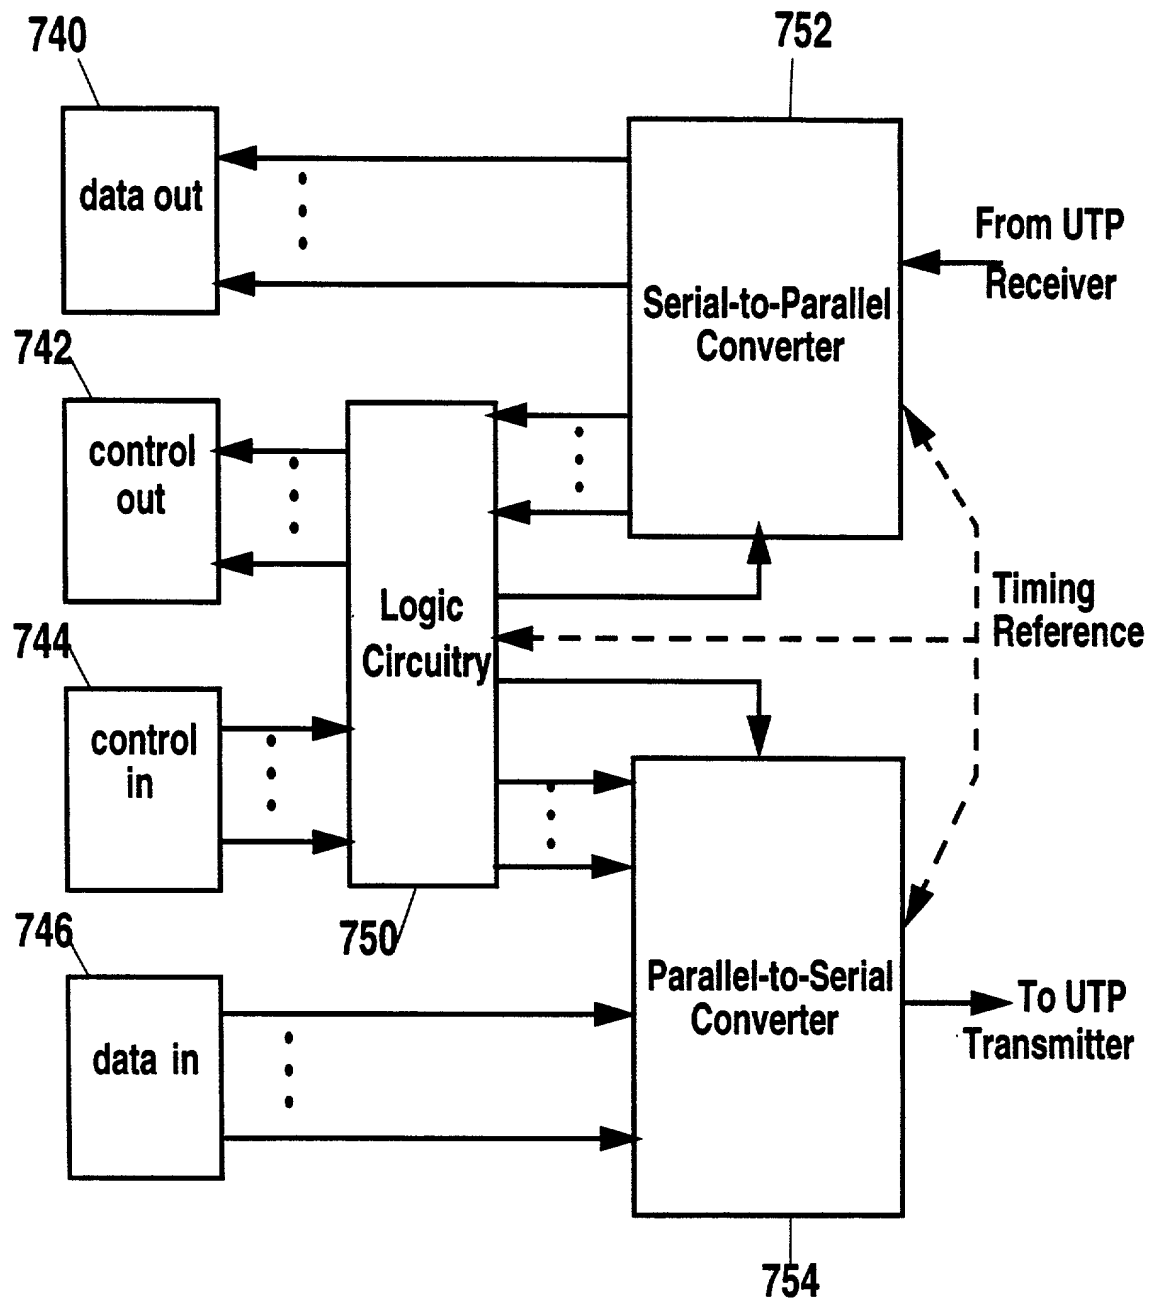 740
752
data out
From UTP
Receiver
Serial-to-Parallel
Converter
742
control
out
Logic
Circuitry
Timing
Reference
744
control
in
750
746
data in
Parallel-to-Serial
Converter
To UTP
Transmitter
754